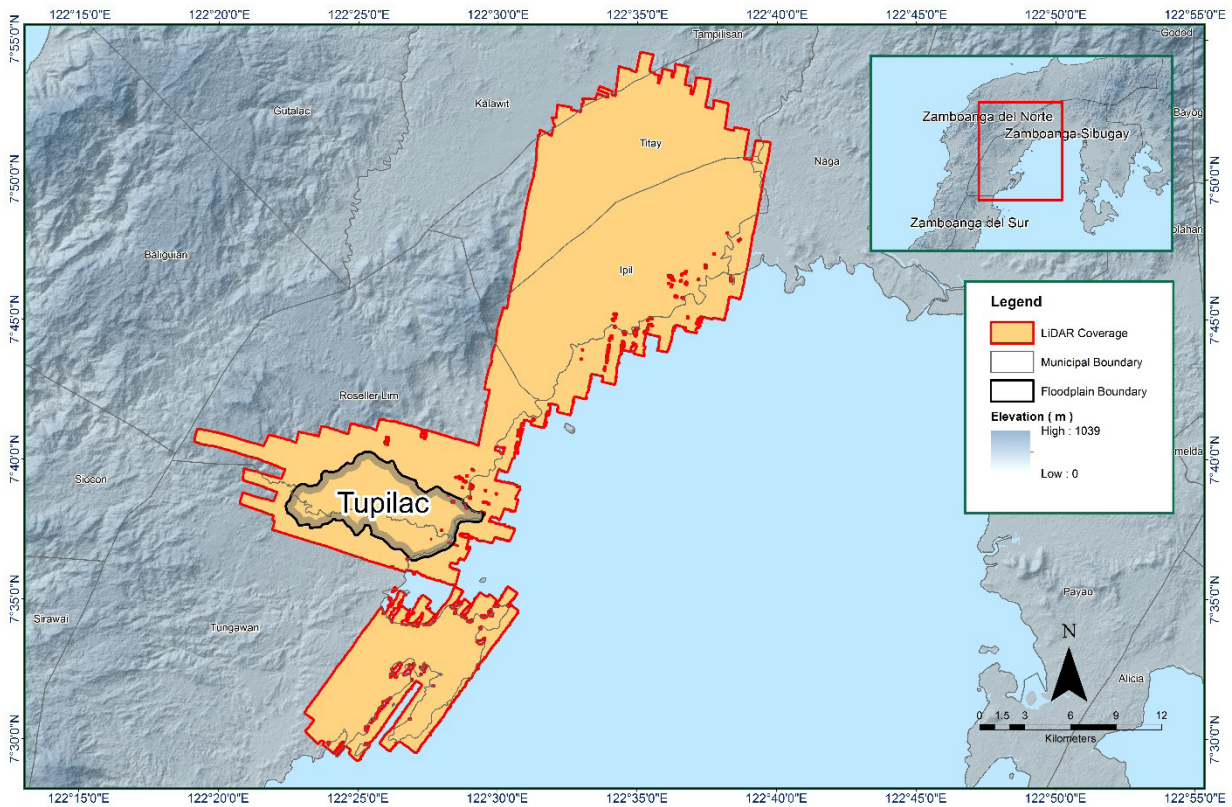 122°15'0"E 122°20'0"E 122°25'0"E 122°30'0"E 122°35'0"E 122°40'0"E 122°45'0"E 122°50'0"E 122°55'0"E
7°55'0"N 7°55'0"N
Tampilisan
Godod
Kalawit
Gutalac
Bayog
Zamboanga del Norte
Zamboanga Sibugay
Titay
Naga
7°50'0"N 7°50'0"N
Zamboanga del Sur
Baliguian
Ipil
7°45'0"N 7°45'0"N
Legend
LiDAR Coverage
Municipal Boundary
Floodplain Boundary
Elevation ( m )
High : 1039
Low : 0
Roseller Lim
7°40'0"N 7°40'0"N
Siocon
Tupilac
7°35'0"N 7°35'0"N
Payao
Sirawai
Tungawan
N
Alicia
0 1.5 3 6 9 12
Kilometers
7°30'0"N 7°30'0"N
122°15'0"E 122°20'0"E 122°25'0"E 122°30'0"E 122°35'0"E 122°40'0"E 122°45'0"E 122°50'0"E 122°55'0"E